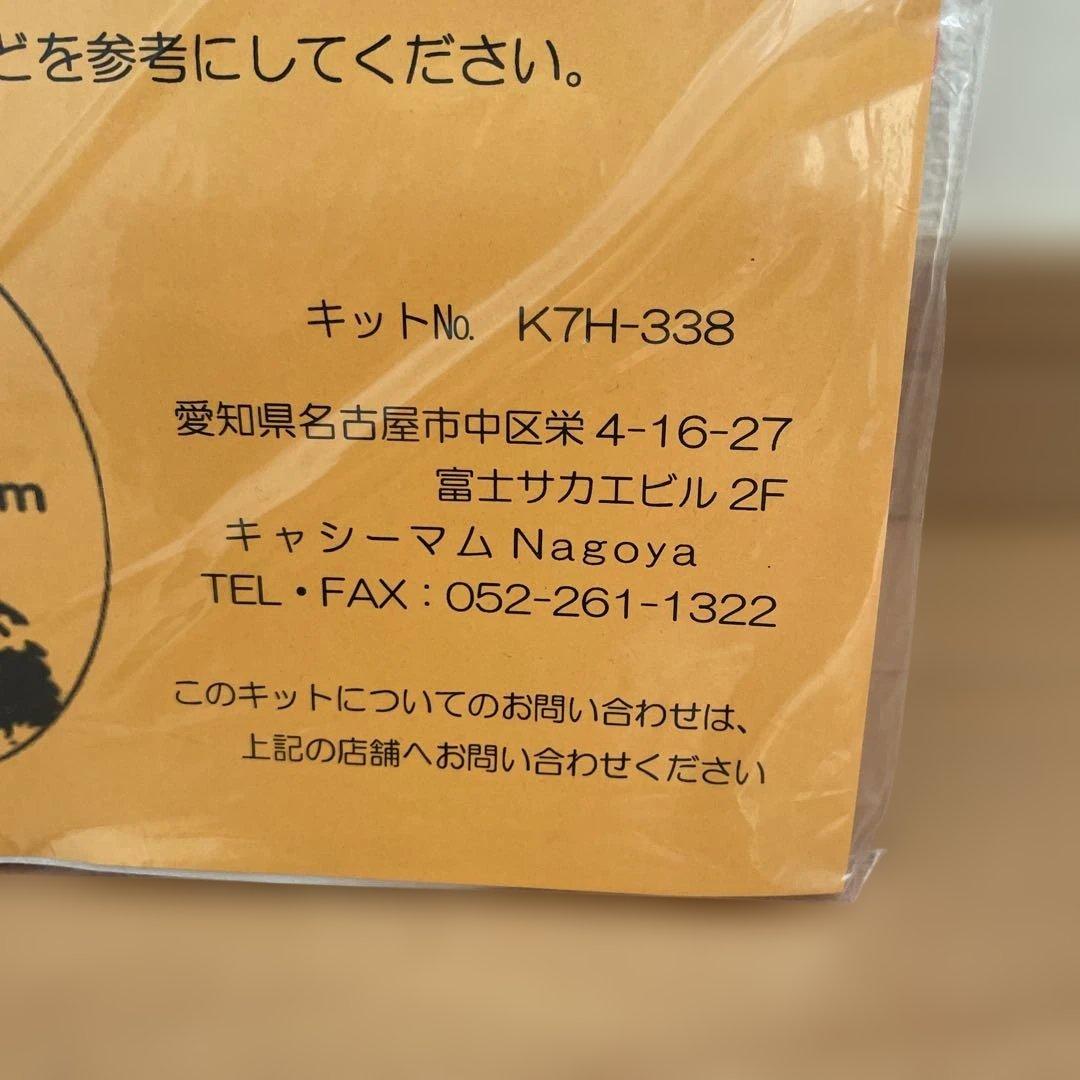 どを参考にしてください。
キット№ K7H-338
愛知県名古屋市中区栄 4-16-27
富士サカエビル 2F
m
キャシーマム Nagoya
TEL・FAX：052-261-1322
このキットについてのお問い合わせは、
上記の店舗へお問い合わせください